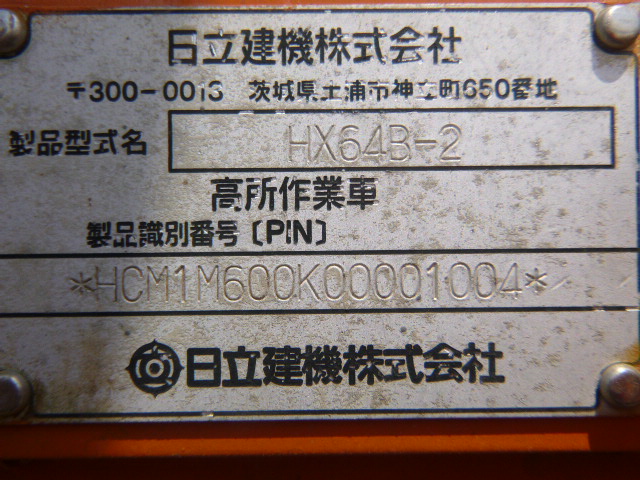 日立建機株式会社
〒300-0013 茨城県土浦市神立町650番地
製品型式名 HX64B-2
高所作業車
製品識別番号〔PIN〕
*HCM1M600K00001004*
日立建機株式会社